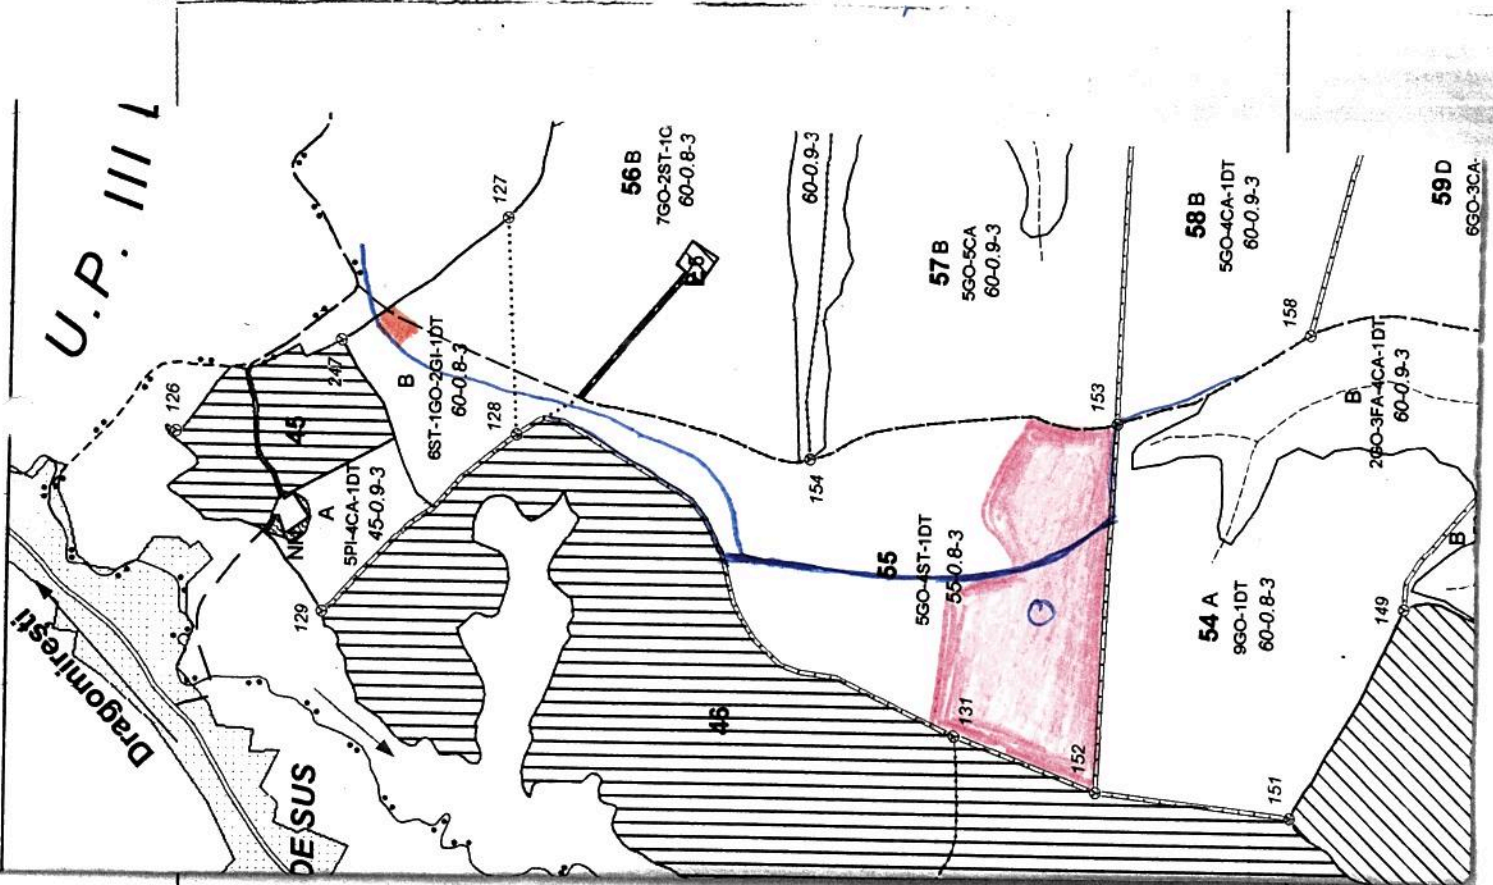 U.P. III L
126
45
247
B
6ST-1GO-2GI-1DT
60-0.8-3
127
128
56 B
7GO-2ST-1C
60-0.8-3
A
5PI-4CA-1DT
45-0.9-3
129
Dragomiresti
DESUS
60-0.9-3
154
57 B
5GO-5CA
60-0.9-3
55
5GO-4ST-1DT
55-0.8-3
46
131
152
153
58 B
5GO-4CA-1DT
60-0.9-3
158
59 D
6GO-3CA-
B
2GO-3FA-4CA-1DT
60-0.9-3
54 A
9GO-1DT
60-0.8-3
149
B
151